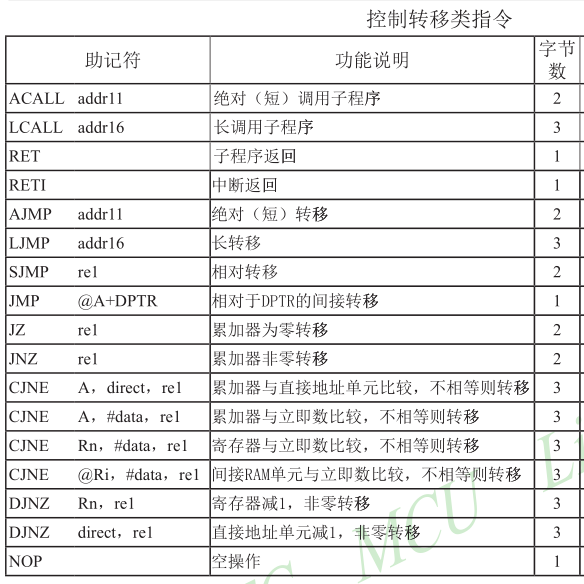 控制转移类指令
助记符 功能说明 字节数
ACALL addr11 绝对（短）调用子程序 2
LCALL addr16 长调用子程序 3
RET 子程序返回 1
RETI 中断返回 1
AJMP addr11 绝对（短）转移 2
LJMP addr16 长转移 3
SJMP re1 相对转移 2
JMP @A+DPTR 相对于DPTR的间接转移 1
JZ re1 累加器为零转移 2
JNZ re1 累加器非零转移 2
CJNE A，direct，re1 累加器与直接地址单元比较，不相等则转移 3
CJNE A，#data，re1 累加器与立即数比较，不相等则转移 3
CJNE Rn，#data，re1 寄存器与立即数比较，不相等则转移 3
CJNE @Ri，#data，re1 间接RAM单元与立即数比较，不相等则转移 3
DJNZ Rn，re1 寄存器减1，非零转移 3
DJNZ direct，re1 直接地址单元减1，非零转移 3
NOP 空操作 1
MCU